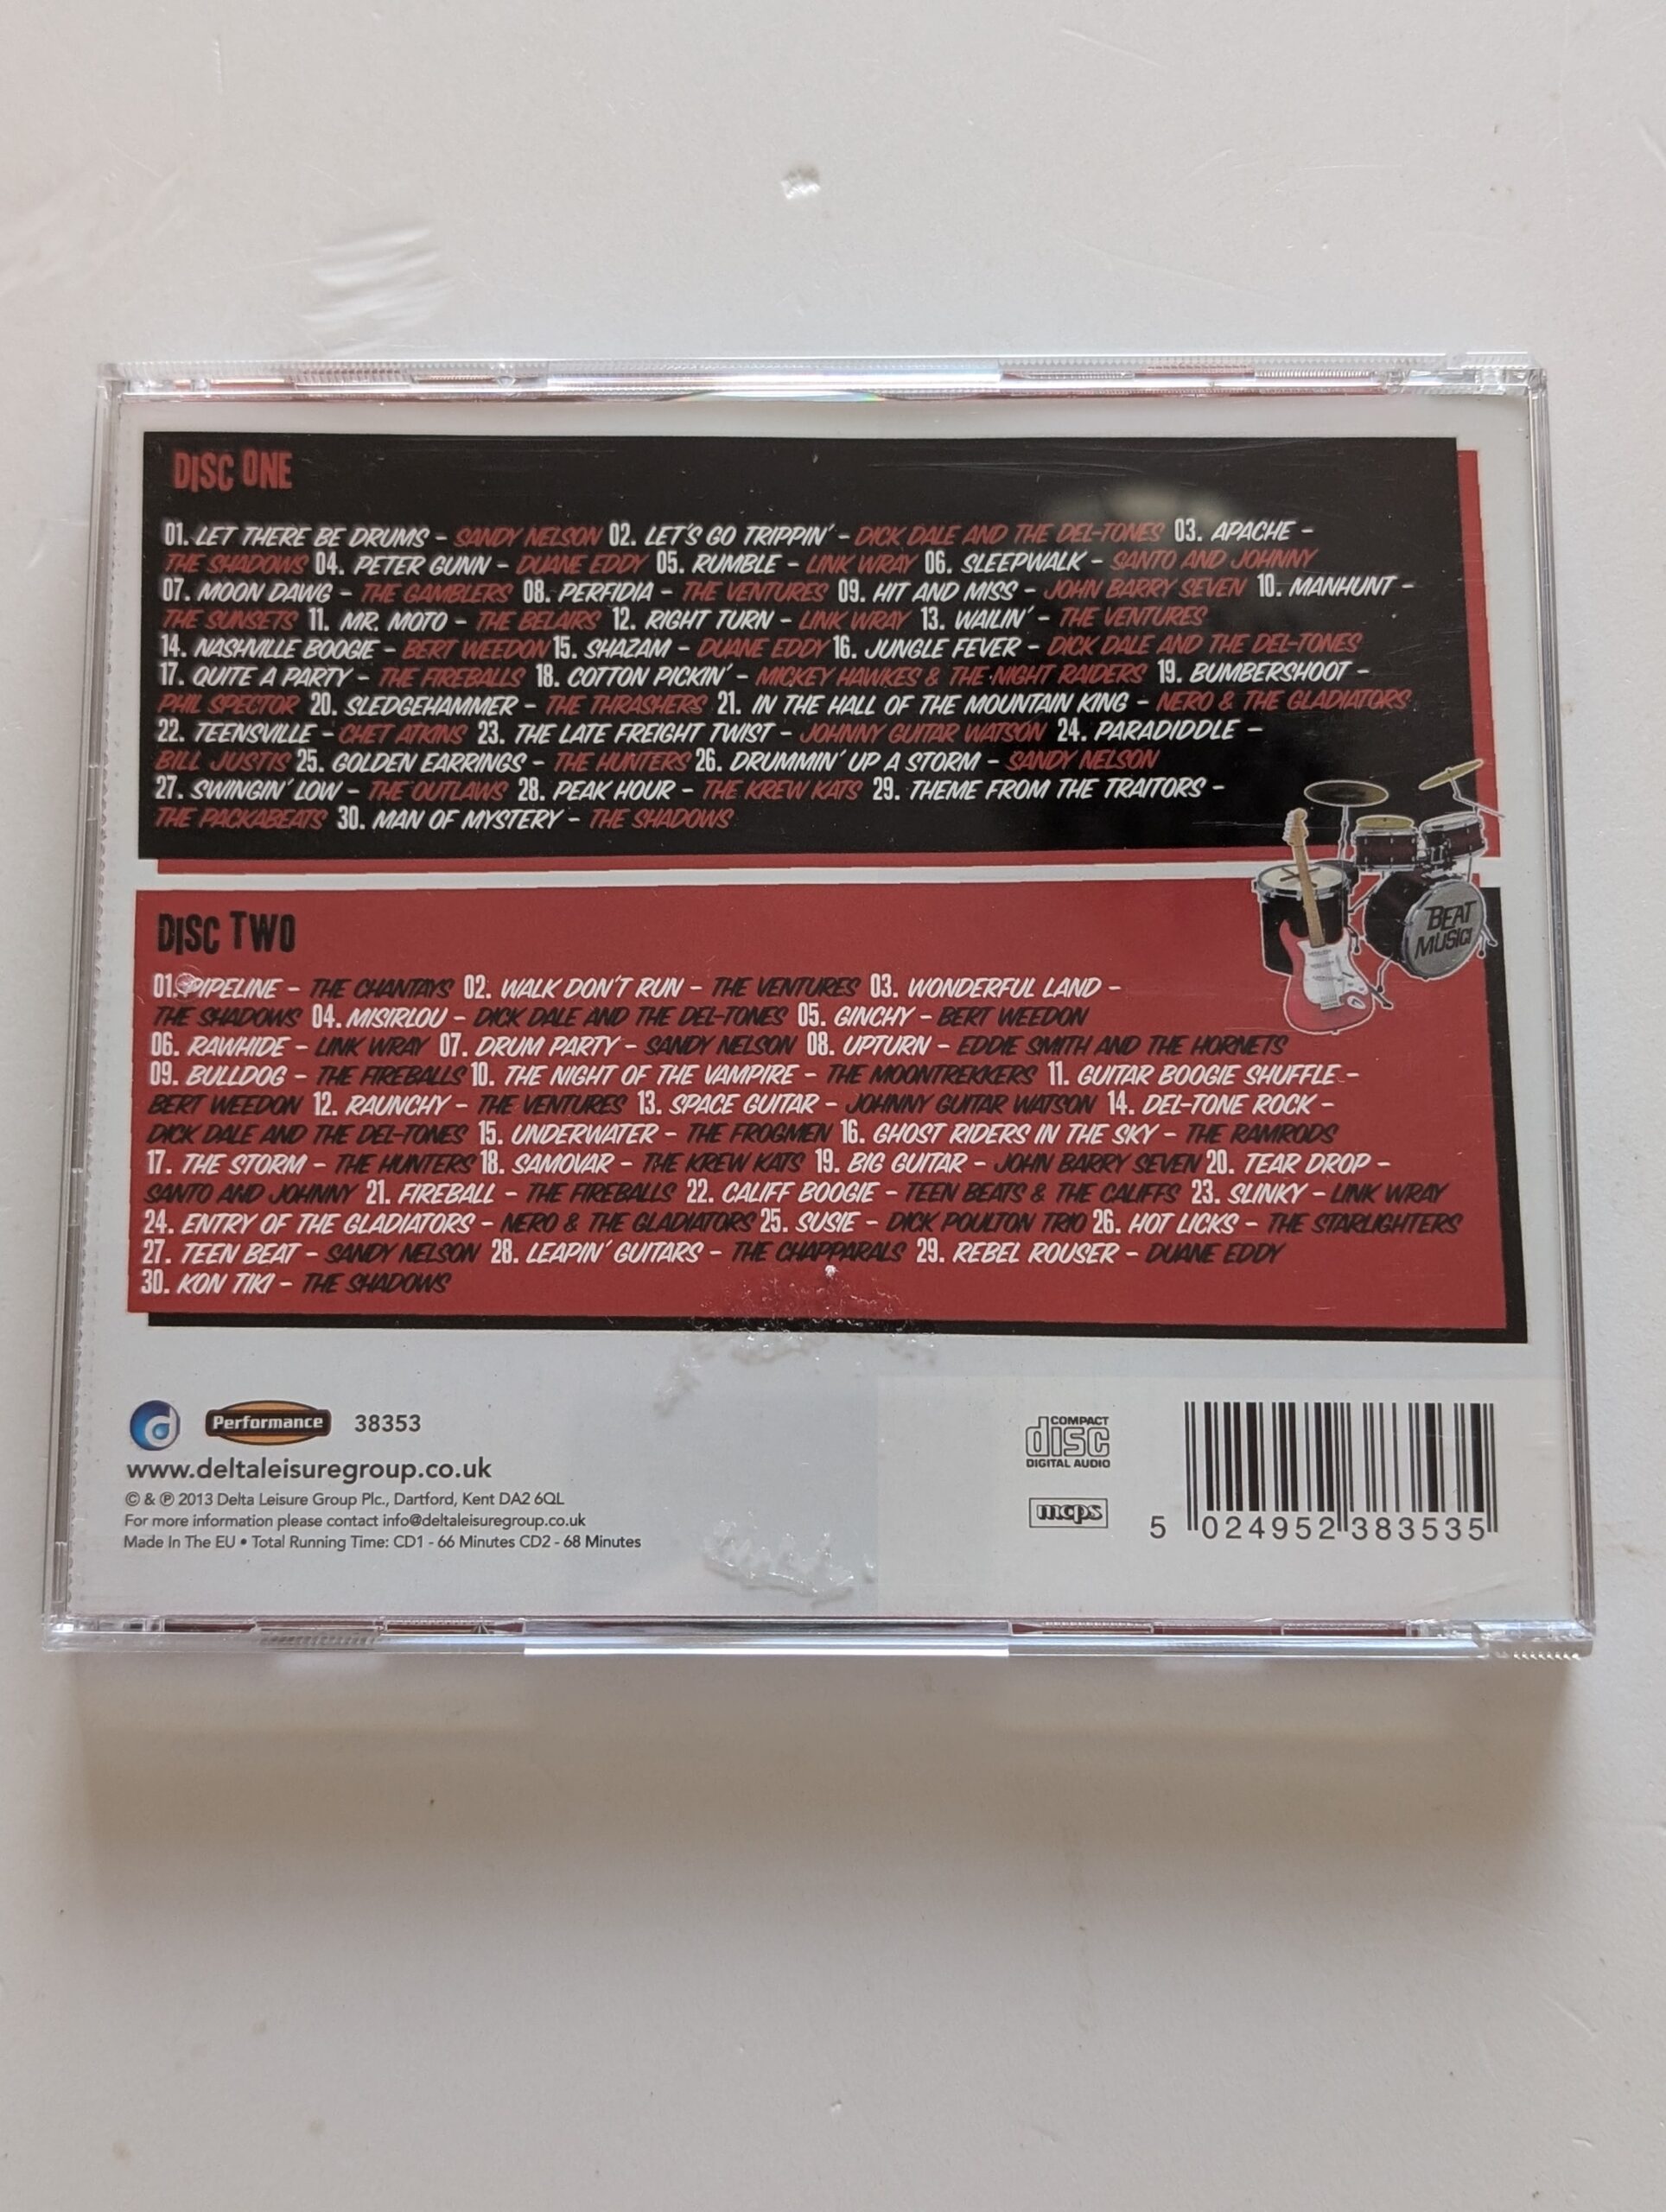 DISC ONE
01. LET THERE BE DRUMS - SANDY NELSON 02. LET'S GO TRIPPIN' - DICK DALE AND THE DEL-TONES 03. APACHE -
THE SHADOWS 04. PETER GUNN - DUANE EDDY 05. RUMBLE - LINK WRAY 06. SLEEPWALK - SANTO AND JOHNNY
07. MOON DAWG - THE GAMBLERS 08. PERFIDIA - THE VENTURES 09. HIT AND MISS - JOHN BARRY SEVEN 10. MANHUNT -
THE SUNSETS 11. MR. MOTO - THE BELAIRS 12. RIGHT TURN - LINK WRAY 13. WAILIN' - THE VENTURES
14. NASHVILLE BOOGIE - BERT WEEDON 15. SHAZAM - DUANE EDDY 16. JUNGLE FEVER - DICK DALE AND THE DEL-TONES
17. QUITE A PARTY - THE FIREBALLS 18. COTTON PICKIN' - MICKEY HAWKES & THE NIGHT RAIDERS 19. BUMBERSHOOT -
PHIL SPECTOR 20. SLEDGEHAMMER - THE THRASHERS 21. IN THE HALL OF THE MOUNTAIN KING - NERO & THE GLADIATORS
22. TEENSVILLE - CHET ATKINS 23. THE LATE FREIGHT TWIST - JOHNNY GUITAR WATSON 24. PARADIDDLE -
BILL JUSTIS 25. GOLDEN EARRINGS - THE HUNTERS 26. DRUMMIN' UP A STORM - SANDY NELSON
27. SWINGIN' LOW - THE OUTLAWS 28. PEAK HOUR - THE KREW KATS 29. THEME FROM THE TRAITORS -
THE PACKABEATS 30. MAN OF MYSTERY - THE SHADOWS
BEAT
MUSIC!
DISC TWO
01. PIPELINE - THE CHANTAYS 02. WALK DON'T RUN - THE VENTURES 03. WONDERFUL LAND -
THE SHADOWS 04. MISIRLOU - DICK DALE AND THE DEL-TONES 05. GINCHY - BERT WEEDON
06. RAWHIDE - LINK WRAY 07. DRUM PARTY - SANDY NELSON 08. UPTURN - EDDIE SMITH AND THE HORNETS
09. BULLDOG - THE FIREBALLS 10. THE NIGHT OF THE VAMPIRE - THE MOONTREKKERS 11. GUITAR BOOGIE SHUFFLE -
BERT WEEDON 12. RAUNCHY - THE VENTURES 13. SPACE GUITAR - JOHNNY GUITAR WATSON 14. DEL-TONE ROCK -
DICK DALE AND THE DEL-TONES 15. UNDERWATER - THE FROGMEN 16. GHOST RIDERS IN THE SKY - THE RAMRODS
17. THE STORM - THE HUNTERS 18. SAMOVAR - THE KREW KATS 19. BIG GUITAR - JOHN BARRY SEVEN 20. TEAR DROP -
SANTO AND JOHNNY 21. FIREBALL - THE FIREBALLS 22. CALIFF BOOGIE - TEEN BEATS & THE CALIFFS 23. SLINKY - LINK WRAY
24. ENTRY OF THE GLADIATORS - NERO & THE GLADIATORS 25. SUSIE - DICK POULTON TRIO 26. HOT LICKS - THE STARLIGHTERS
27. TEEN BEAT - SANDY NELSON 28. LEAPIN' GUITARS - THE CHAPPARALS 29. REBEL ROUSER - DUANE EDDY
30. KON TIKI - THE SHADOWS
d Performance 38353
www.deltaleisuregroup.co.uk
© & ℗ 2013 Delta Leisure Group Plc., Dartford, Kent DA2 6QL
For more information please contact info@deltaleisuregroup.co.uk
Made In The EU • Total Running Time: CD1 - 66 Minutes CD2 - 68 Minutes
COMPACT
disc
DIGITAL AUDIO
mcps
5 024952 383535